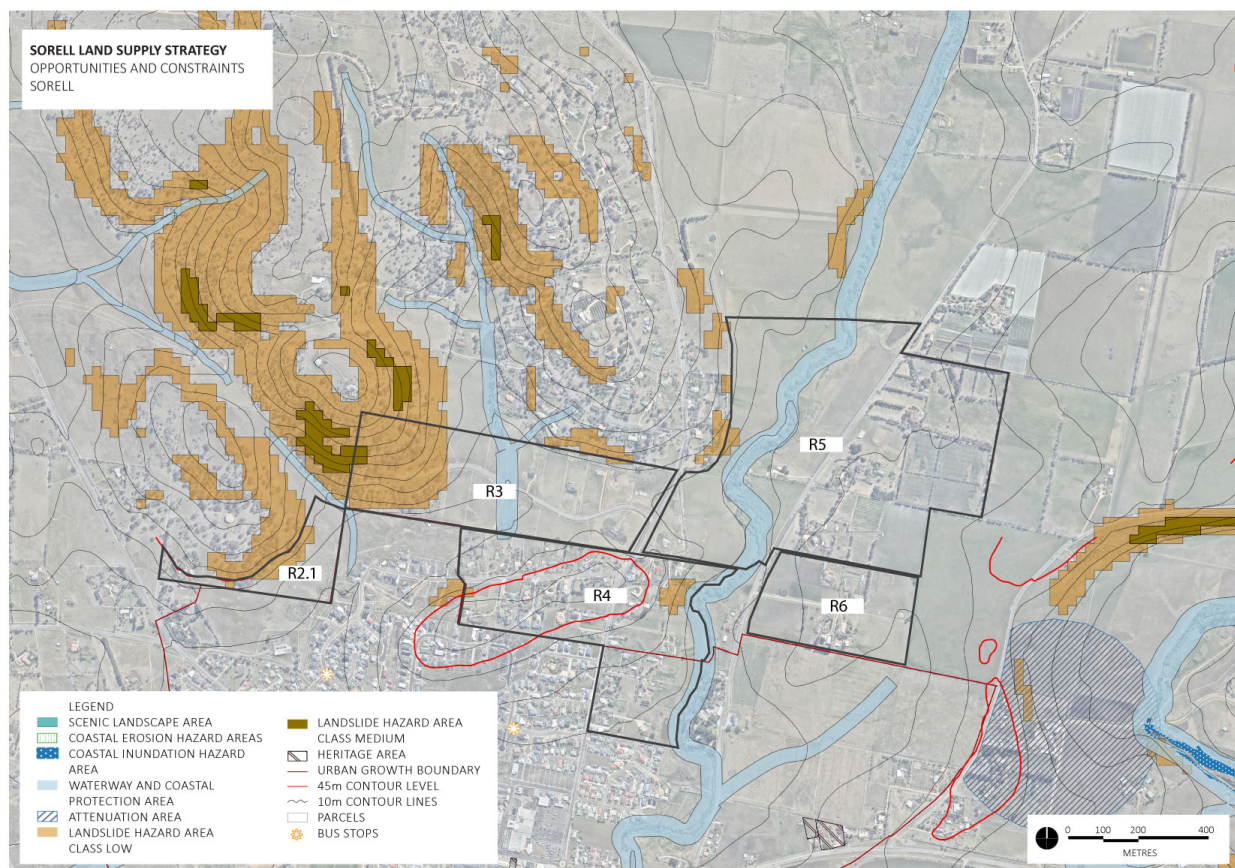 SORELL LAND SUPPLY STRATEGY
OPPORTUNITIES AND CONSTRAINTS
SORELL
R5
R3
R4
R6
R2.1
LEGEND
SCENIC LANDSCAPE AREA
COASTAL EROSION HAZARD AREAS
COASTAL INUNDATION HAZARD
AREA
WATERWAY AND COASTAL
PROTECTION AREA
ATTENUATION AREA
LANDSLIDE HAZARD AREA
CLASS LOW
LANDSLIDE HAZARD AREA
CLASS MEDIUM
HERITAGE AREA
URBAN GROWTH BOUNDARY
45m CONTOUR LEVEL
10m CONTOUR LINES
PARCELS
BUS STOPS
0 100 200 400
METRES